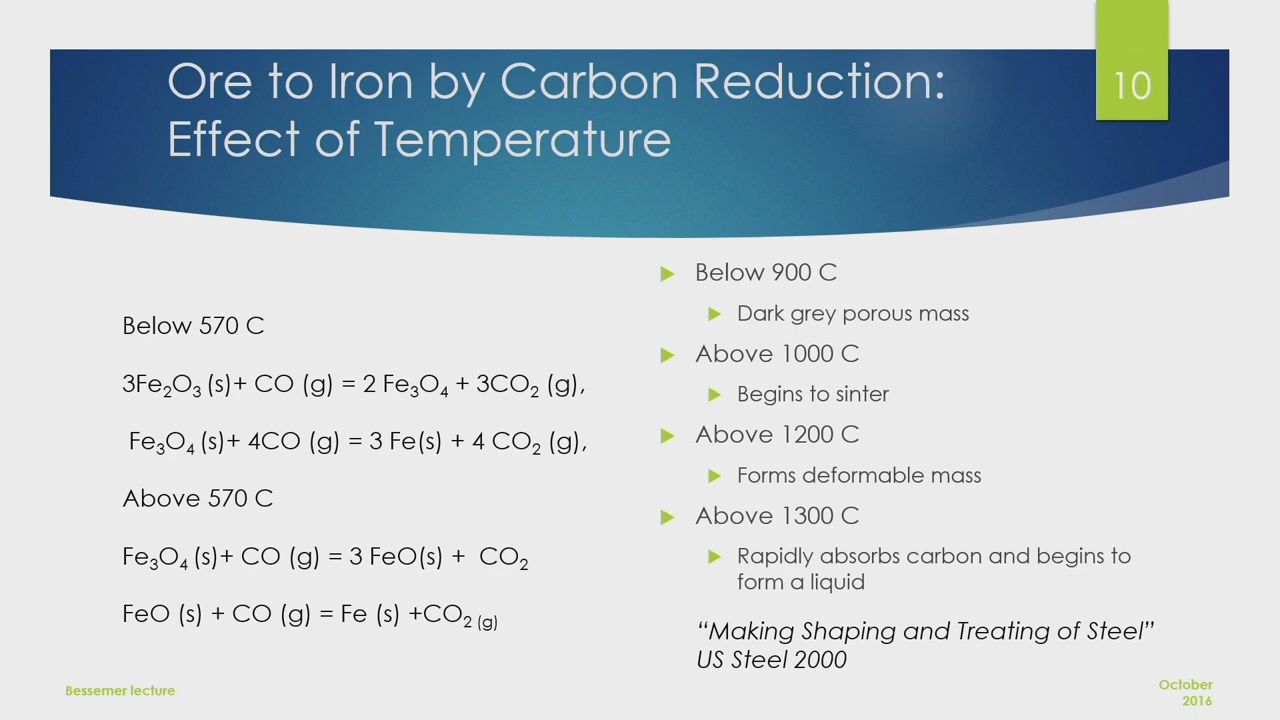 Ore to Iron by Carbon Reduction:
Effect of Temperature
10
Below 570 C
3Fe₂O₃ (s)+ CO (g) = 2 Fe₃O₄ + 3CO₂ (g),
Fe₃O₄ (s)+ 4CO (g) = 3 Fe(s) + 4 CO₂ (g),
Above 570 C
Fe₃O₄ (s)+ CO (g) = 3 FeO(s) + CO₂
FeO (s) + CO (g) = Fe (s) +CO₂ (g)
Below 900 C
Dark grey porous mass
Above 1000 C
Begins to sinter
Above 1200 C
Forms deformable mass
Above 1300 C
Rapidly absorbs carbon and begins to
form a liquid
“Making Shaping and Treating of Steel”
US Steel 2000
Bessemer lecture
October
2016